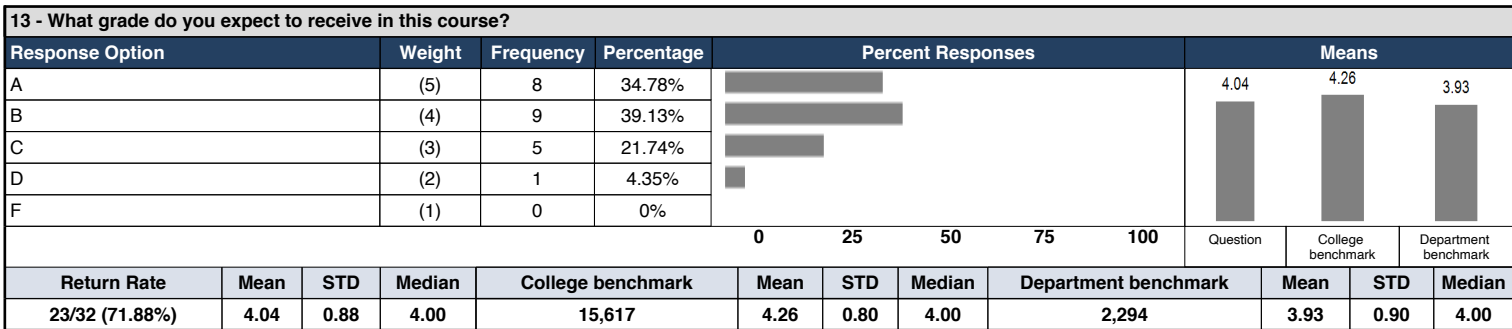 13 - What grade do you expect to receive in this course?
Response Option Weight Frequency Percentage Percent Responses Means
A (5) 8 34.78%
B (4) 9 39.13%
C (3) 5 21.74%
D (2) 1 4.35%
F (1) 0 0%
4.04 4.26 3.93
0 25 50 75 100
Question College benchmark Department benchmark
Return Rate Mean STD Median College benchmark Mean STD Median Department benchmark Mean STD Median
23/32 (71.88%) 4.04 0.88 4.00 15,617 4.26 0.80 4.00 2,294 3.93 0.90 4.00